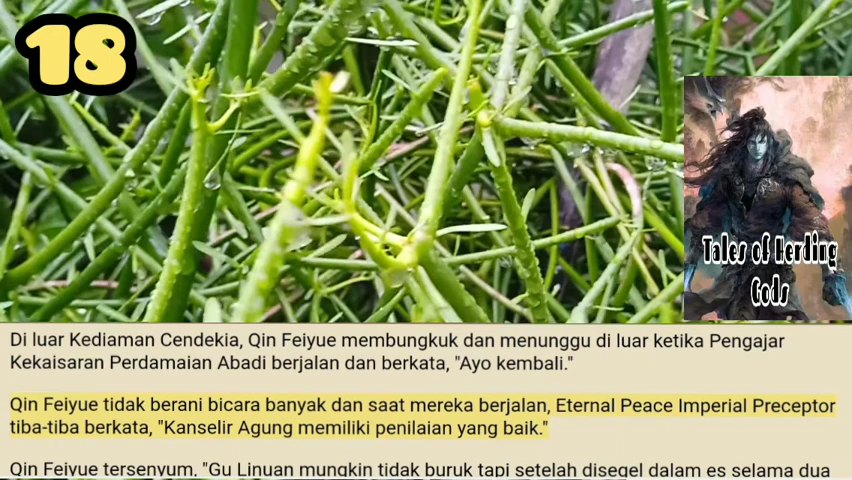 18
Tales of Herding
Gods
Di luar Kediaman Cendekia, Qin Feiyue membungkuk dan menunggu di luar ketika Pengajar
Kekaisaran Perdamaian Abadi berjalan dan berkata, "Ayo kembali."
Qin Feiyue tidak berani bicara banyak dan saat mereka berjalan, Eternal Peace Imperial Preceptor
tiba-tiba berkata, "Kanselir Agung memiliki penilaian yang baik."
Qin Feiyue tersenyum, "Gu Linuan mungkin tidak buruk tapi setelah disegel dalam es selama dua